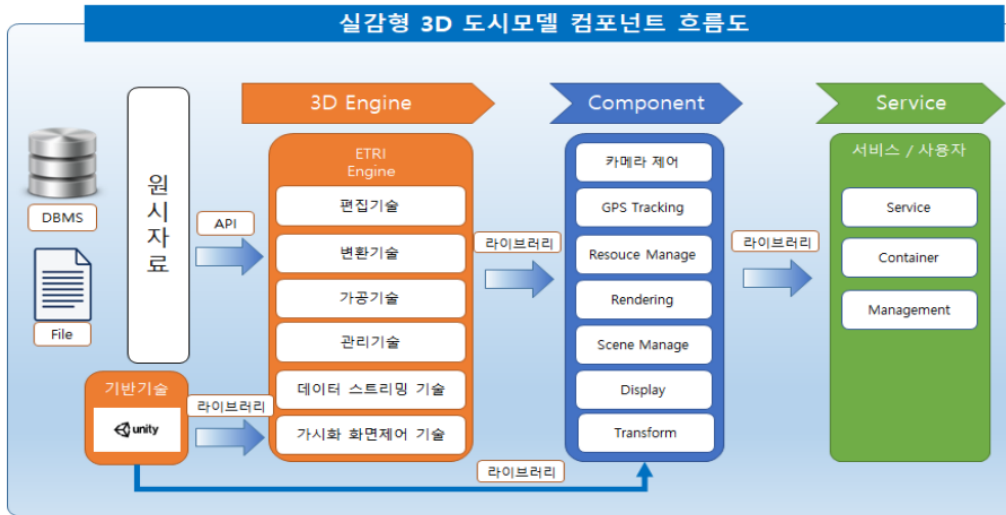 실감형 3D 도시모델 컴포넌트 흐름도
DBMS
File
원시자료
기반기술
unity
API
라이브러리
3D Engine
ETRI
Engine
편집기술
변환기술
가공기술
관리기술
데이터 스트리밍 기술
가시화 화면제어 기술
라이브러리
라이브러리
Component
카메라 제어
GPS Tracking
Resouce Manage
Rendering
Scene Manage
Display
Transform
라이브러리
Service
서비스 / 사용자
Service
Container
Management